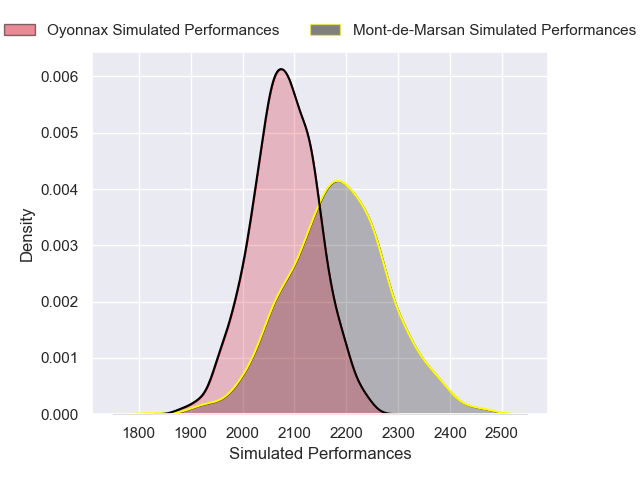 Oyonnax Simulated Performances Mont-de-Marsan Simulated Performances
0.006
0.005
0.004
0.003
0.002
0.001
0.000
Density
1800 1900 2000 2100 2200 2300 2400 2500
Simulated Performances